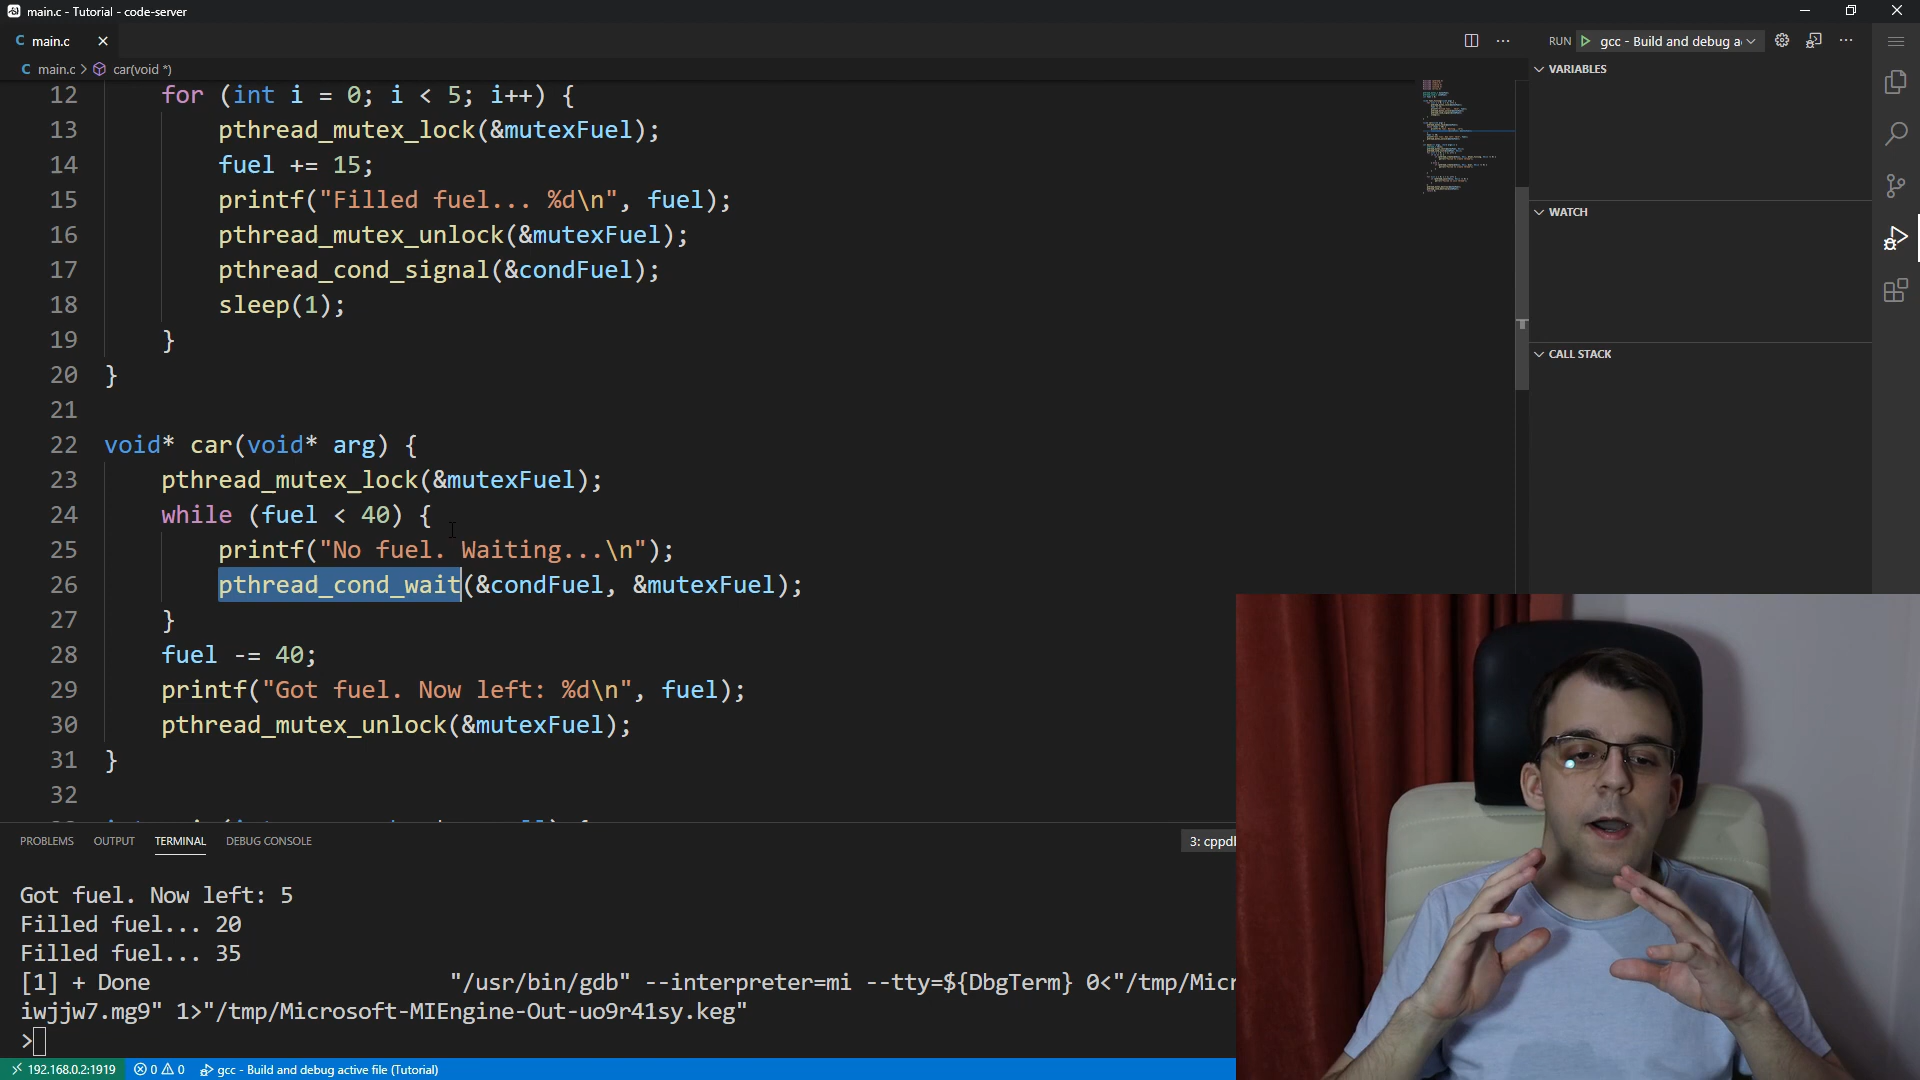 main.c - Tutorial - code-server
C main.c
RUN gcc - Build and debug a
C main.c > car(void *)
VARIABLES
12 for (int i = 0; i < 5; i++) {
13 pthread_mutex_lock(&mutexFuel);
14 fuel += 15;
15 printf("Filled fuel... %d\n", fuel);
16 pthread_mutex_unlock(&mutexFuel);
17 pthread_cond_signal(&condFuel);
18 sleep(1);
19 }
20 }
21
22 void* car(void* arg) {
23 pthread_mutex_lock(&mutexFuel);
24 while (fuel < 40) {
25 printf("No fuel. Waiting...\n");
26 pthread_cond_wait(&condFuel, &mutexFuel);
27 }
28 fuel -= 40;
29 printf("Got fuel. Now left: %d\n", fuel);
30 pthread_mutex_unlock(&mutexFuel);
31 }
32
WATCH
CALL STACK
PROBLEMS OUTPUT TERMINAL DEBUG CONSOLE
3: cppd
Got fuel. Now left: 5
Filled fuel... 20
Filled fuel... 35
[1] + Done "/usr/bin/gdb" --interpreter=mi --tty=${DbgTerm} 0<"/tmp/Micr
iwjjw7.mg9" 1>"/tmp/Microsoft-MIEngine-Out-uo9r41sy.keg"
>
192.168.0.2:1919 0 0 gcc - Build and debug active file (Tutorial)